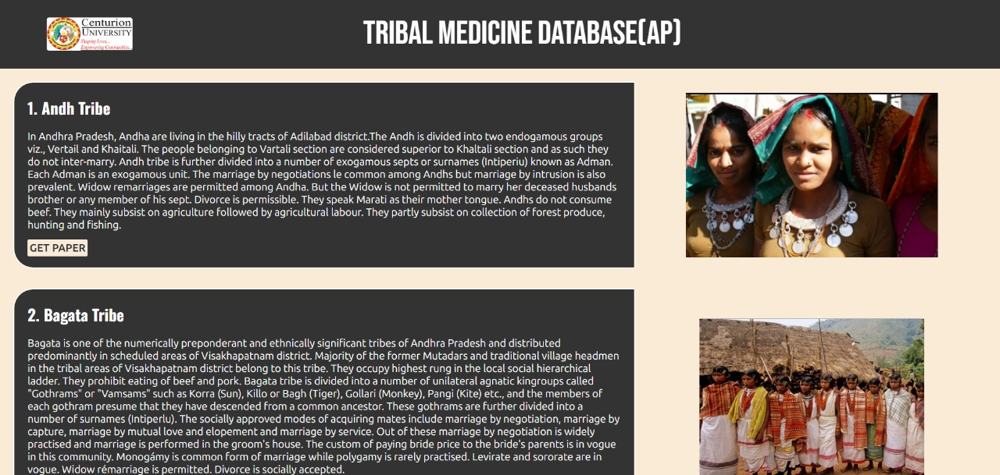 Centurion
UNIVERSITY
Shaping Lives...
Empowering Communities...
TRIBAL MEDICINE DATABASE(AP)
1. Andh Tribe
In Andhra Pradesh, Andha are living in the hilly tracts of Adilabad district.The Andh is divided into two endogamous groups
viz., Vertail and Khaitali. The people belonging to Vartali section are considered superior to Khaltali section and as such they
do not inter-marry. Andh tribe is further divided into a number of exogamous septs or surnames (Intiperiu) known as Adman.
Each Adman is an exogamous unit. The marriage by negotiations le common among Andhs but marriage by intrusion is also
prevalent. Widow remarriages are permitted among Andha. But the Widow is not permitted to marry her deceased husbands
brother or any member of his sept. Divorce is permissible. They speak Marati as their mother tongue. Andhs do not consume
beef. They mainly subsist on agriculture followed by agricultural labour. They partly subsist on collection of forest produce,
hunting and fishing.
GET PAPER
2. Bagata Tribe
Bagata is one of the numerically preponderant and ethnically significant tribes of Andhra Pradesh and distributed
predominantly in scheduled areas of Visakhapatnam district. Majority of the former Mutadars and traditional village headmen
in the tribal areas of Visakhapatnam district belong to this tribe. They occupy highest rung in the local social hierarchical
ladder. They prohibit eating of beef and pork. Bagata tribe is divided into a number of unilateral agnatic kingroups called
"Gothrams" or "Vamsams" such as Korra (Sun), Killo or Bagh (Tiger), Gollari (Monkey), Pangi (Kite) etc., and the members of
each gothram presume that they have descended from a common ancestor. These gothrams are further divided into a
number of surnames (Intiperlu). The socially approved modes of acquiring mates include marriage by negotiation, marriage by
capture, marriage by mutual love and elopement and marriage by service. Out of these marriage by negotiation is widely
practised and marriage is performed in the groom's house. The custom of paying bride price to the bride's parents is in vogue
in this community. Monogámy is common form of marriage while polygamy is rarely practised. Levirate and sororate are in
vogue. Widow rémarriage is permitted. Divorce is socially accepted.